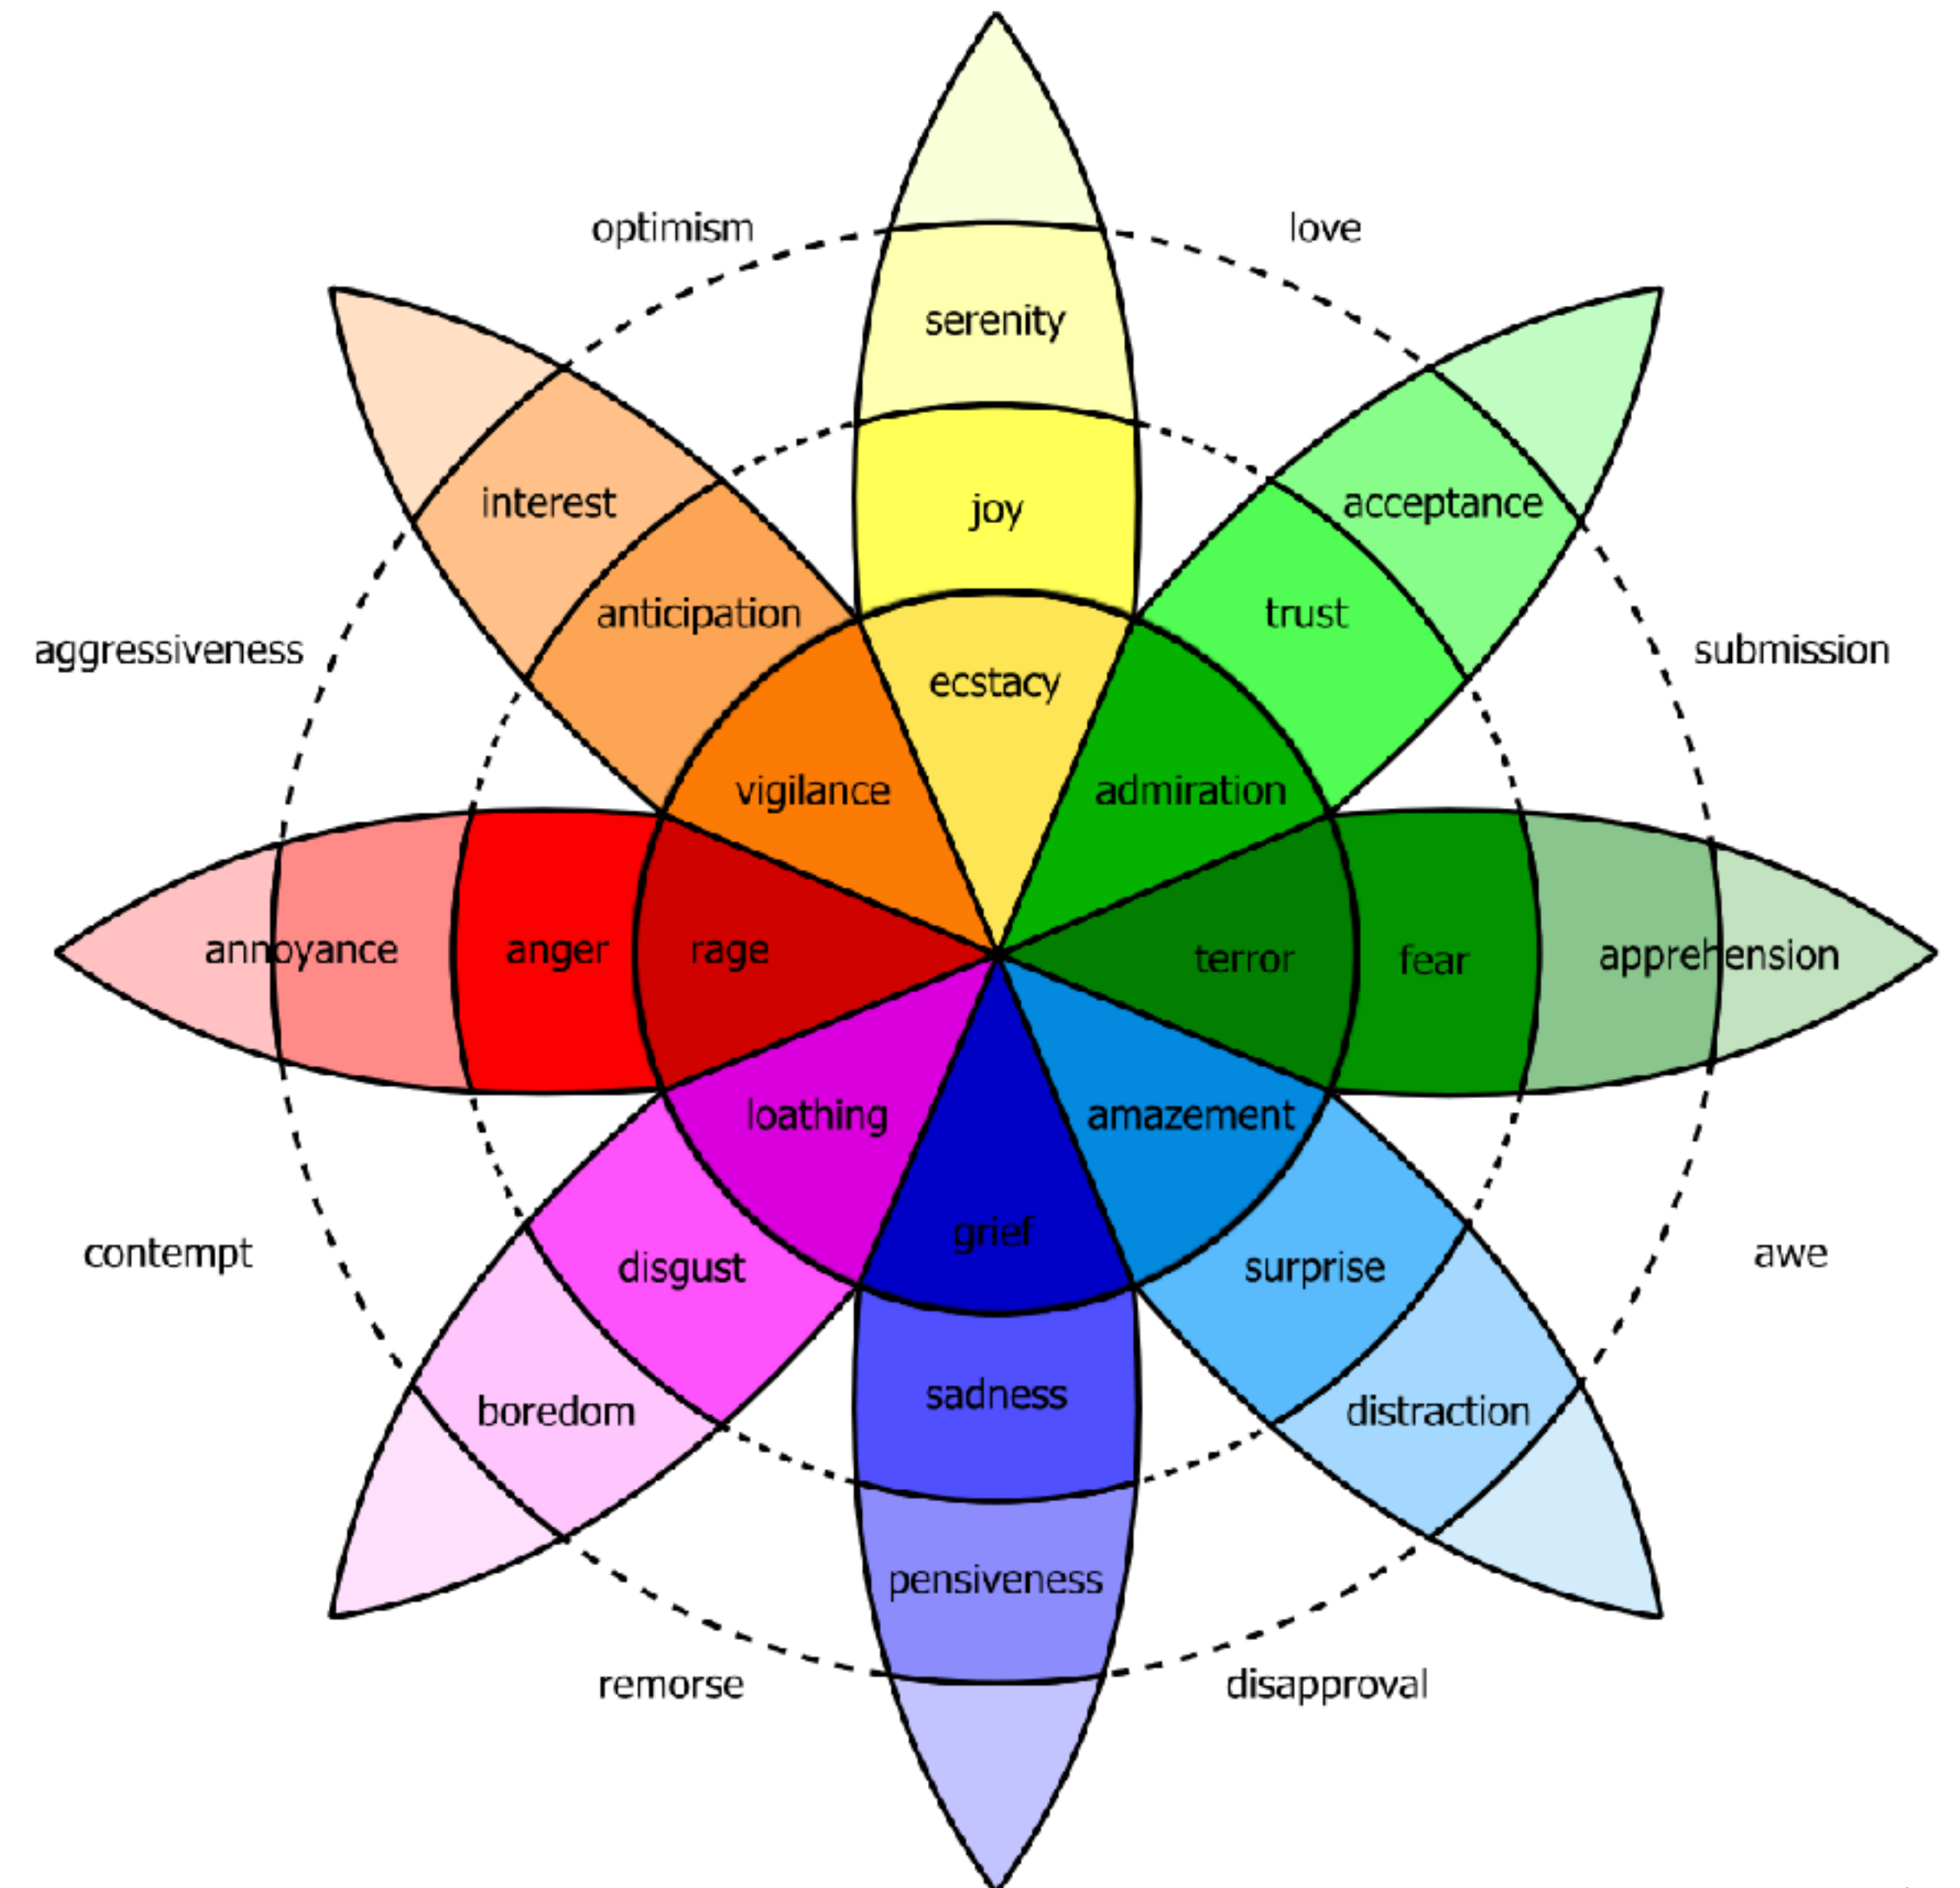 optimism
love
serenity
interest
joy
acceptance
anticipation
trust
aggressiveness
submission
ecstacy
vigilance
admiration
annoyance
anger
rage
terror
fear
apprehension
loathing
amazement
contempt
grief
awe
disgust
surprise
sadness
boredom
distraction
pensiveness
remorse
disapproval